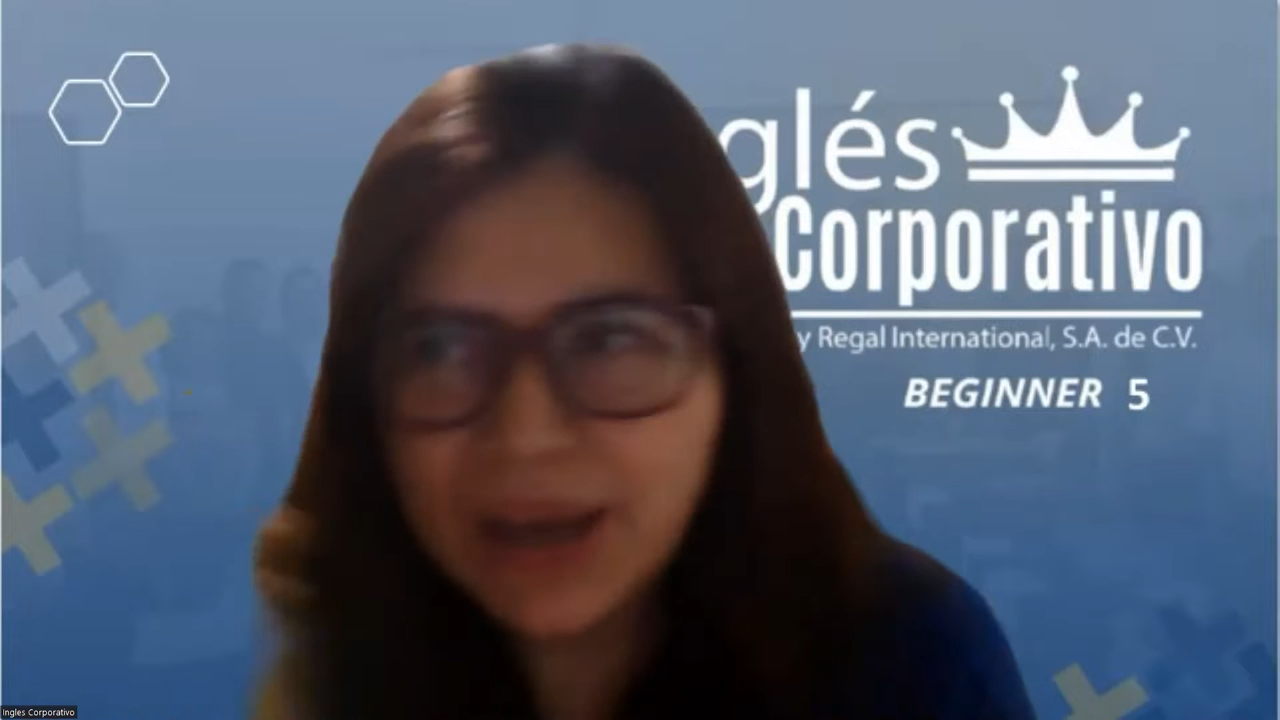 glés
Corporativo
y Regal International, S.A. de C.V.
BEGINNER 5
Ingles Corporativo